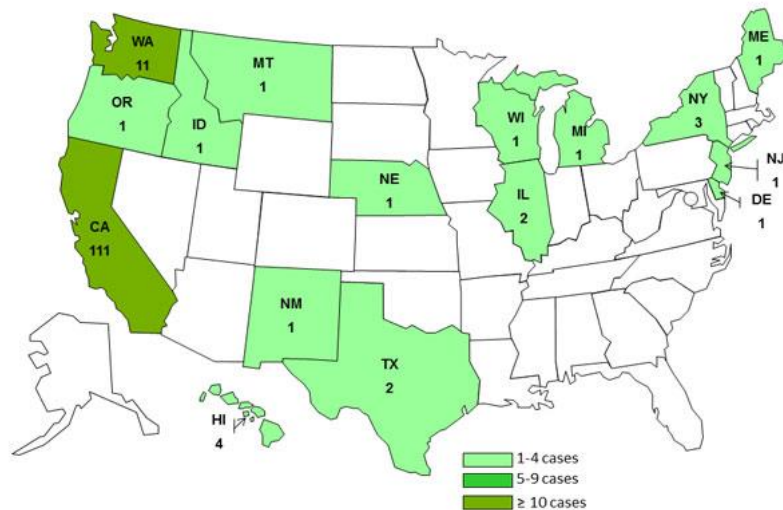 WA
11
MT
1
ME
1
OR
1
ID
1
WI
1
MI
1
NY
3
NJ
1
DE
1
NE
1
IL
2
CA
111
NM
1
TX
2
HI
4
1-4 cases
5-9 cases
≥ 10 cases